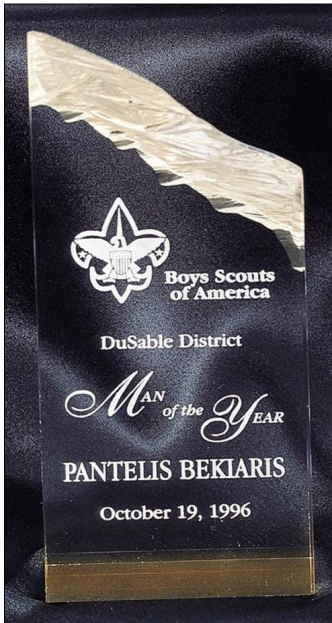 Boys Scouts
of America
DuSable District
Man of the Year
PANTELIS BEKIARIS
October 19, 1996